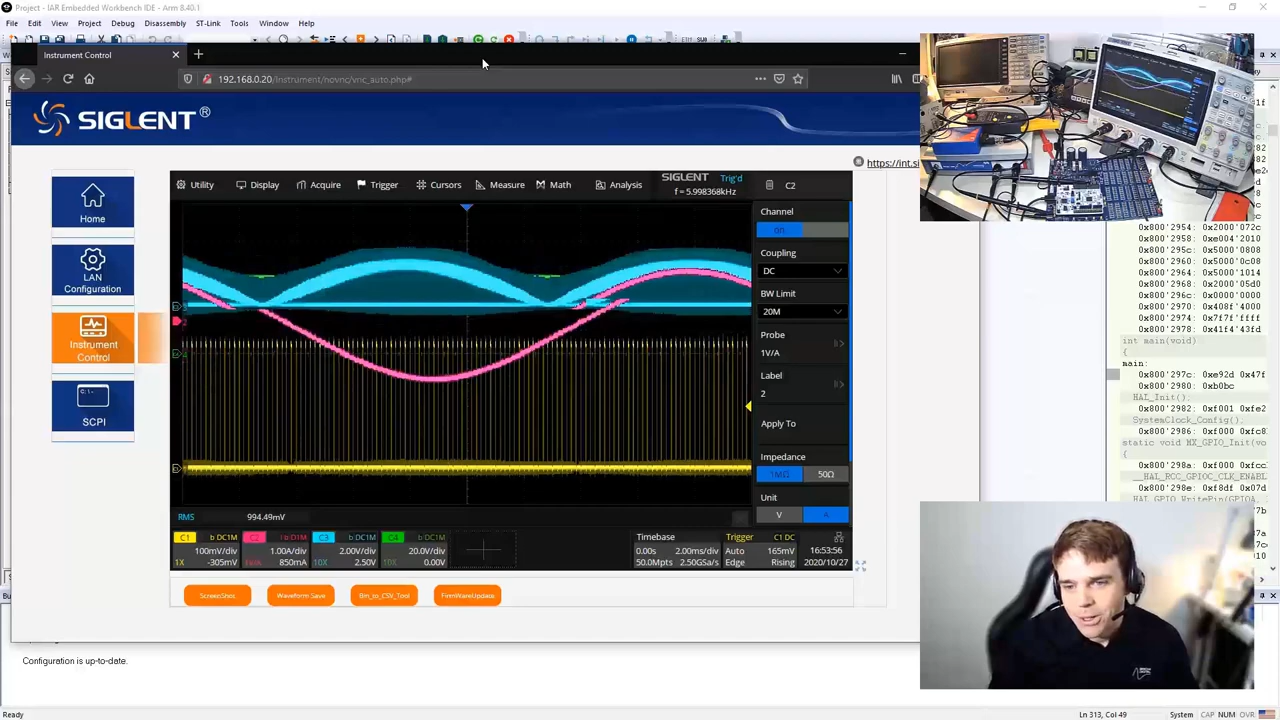 Project - IAR Embedded Workbench IDE - Arm 8.40.1
File Edit View Project Debug Disassembly ST-Link Tools Window Help
Instrument Control
192.168.0.20/Instrument/novnc/vnc_auto.php#
SIGLENT®
https://int.si
Home
LAN
Configuration
Instrument
Control
SCPI
Utility Display Acquire Trigger Cursors Measure Math Analysis
SIGLENT Trig'd
f = 5.998368kHz
C2
Channel
on
Coupling
DC
BW Limit
20M
Probe
1V/A
Label
2
Apply To
Impedance
1MΩ 50Ω
Unit
V A
RMS 994.49mV
C1 DC1M
100mV/div
1X -305mV
C2 DC1M
1.00A/div
850mA
C3 DC1M
2.00V/div
10X 2.50V
C4 DC1M
20.0V/div
10X 0.00V
Timebase
0.00s 2.00ms/div
50.0Mpts 2.50GSa/s
Trigger C1 DC
Auto 165mV
Edge Rising
16:53:56
2020/10/27
ScreenShot Waveform Save Bin_to_CSV_Tool FirmWareUpdate
0x800'2954: 0x2000'072c
0x800'2958: 0xe004'2010
0x800'295c: 0x5000'0808
0x800'2960: 0x5000'0c08
0x800'2964: 0x5000'1014
0x800'2968: 0x2000'05d0
0x800'296c: 0x0000'0000
0x800'2970: 0x408f'4000
0x800'2974: 0x7f7f'ffff
0x800'2978: 0x41f4'43fd
int main(void)
{
main:
0x800'297c: 0xe92d 0x47f
0x800'2980: 0xb0bc
HAL_Init();
0x800'2982: 0xf001 0xfe2
SystemClock_Config();
0x800'2986: 0xf000 0xfc8
static void MX_GPIO_Init(vo
{
0x800'298a: 0xf000 0xfcc
__HAL_RCC_GPIOC_CLK_ENABL
0x800'298e: 0xf8df 0x07d
HAL_GPIO_WritePin(GPIOA,
Configuration is up-to-date.
Ready
Ln 313, Col 49 System CAP NUM OVR